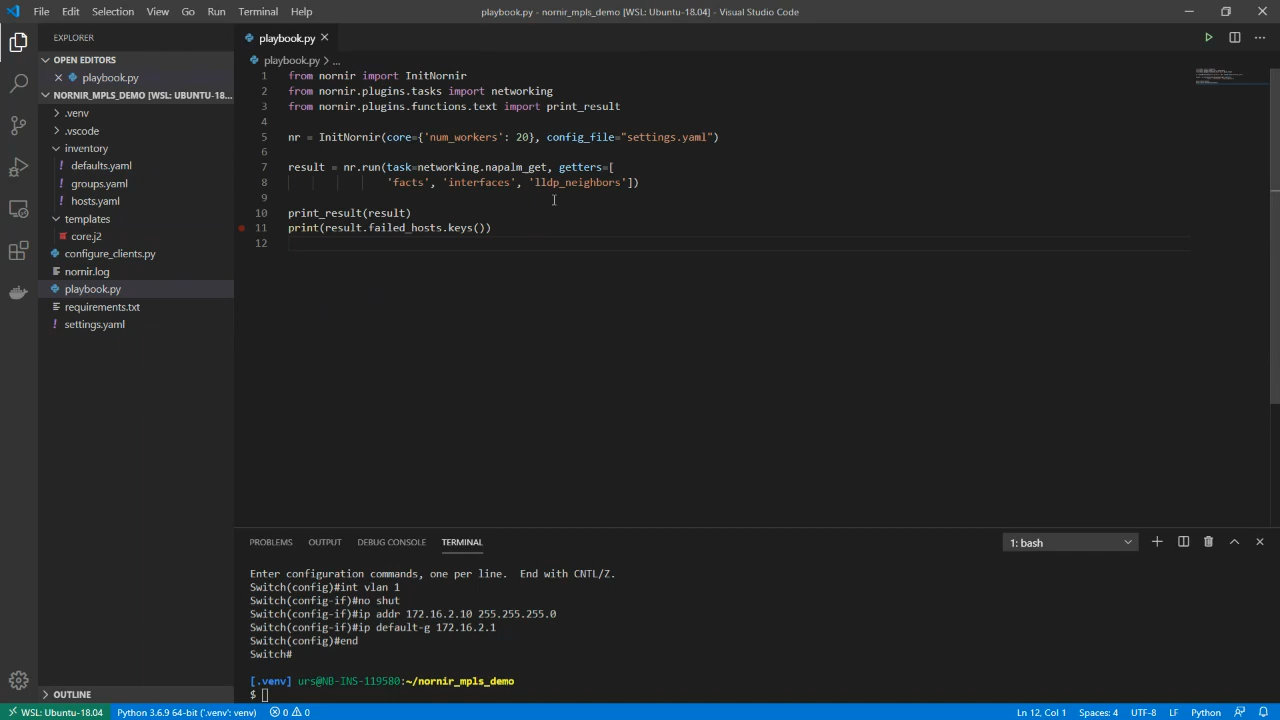 File Edit Selection View Go Run Terminal Help
playbook.py - nornir_mpls_demo [WSL: Ubuntu-18.04] - Visual Studio Code
EXPLORER
OPEN EDITORS
playbook.py
NORNIR_MPLS_DEMO [WSL: UBUNTU-18....
.venv
.vscode
inventory
defaults.yaml
groups.yaml
hosts.yaml
templates
core.j2
configure_clients.py
nornir.log
playbook.py
requirements.txt
settings.yaml
OUTLINE
playbook.py
playbook.py > ...
1 from nornir import InitNornir
2 from nornir.plugins.tasks import networking
3 from nornir.plugins.functions.text import print_result
4
5 nr = InitNornir(core={'num_workers': 20}, config_file="settings.yaml")
6
7 result = nr.run(task=networking.napalm_get, getters=[
8 'facts', 'interfaces', 'lldp_neighbors'])
9
10 print_result(result)
11 print(result.failed_hosts.keys())
12
PROBLEMS OUTPUT DEBUG CONSOLE TERMINAL
1: bash
Enter configuration commands, one per line.  End with CNTL/Z.
Switch(config)#int vlan 1
Switch(config-if)#no shut
Switch(config-if)#ip addr 172.16.2.10 255.255.255.0
Switch(config-if)#ip default-g 172.16.2.1
Switch(config)#end
Switch#
[.venv] urs@NB-INS-119580:~/nornir_mpls_demo
$
WSL: Ubuntu-18.04 Python 3.6.9 64-bit ('.venv': venv) 0 0 Ln 12, Col 1 Spaces: 4 UTF-8 LF Python